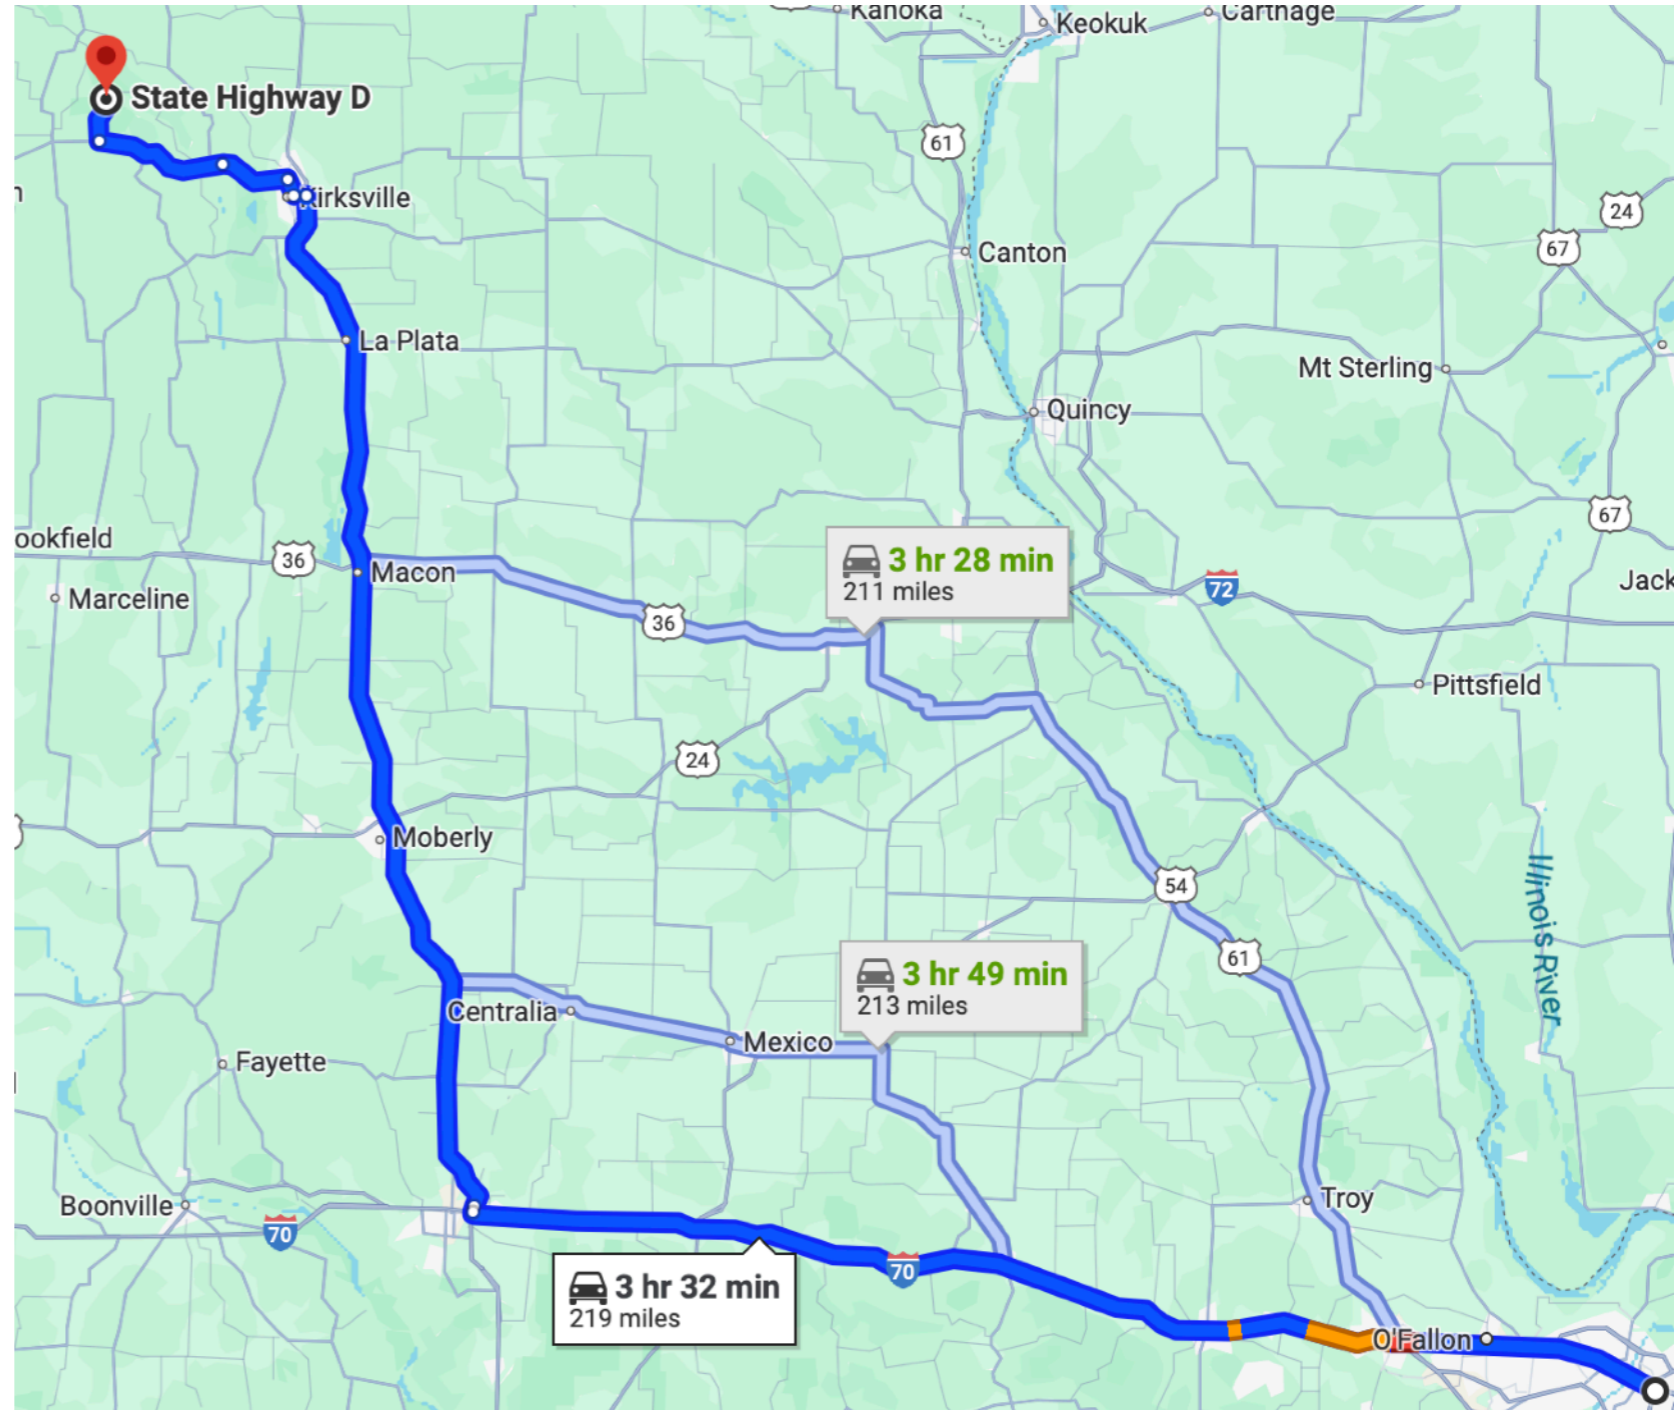 Kahoka
Keokuk
Carthage
State Highway D
61
Kirksville
24
67
Canton
La Plata
Mt Sterling
Quincy
67
ookfield
36
Macon
3 hr 28 min
211 miles
72
Jack
Marceline
36
Pittsfield
24
Moberly
54
61
Illinois River
3 hr 49 min
213 miles
Centralia
Mexico
Fayette
Boonville
70
Troy
70
3 hr 32 min
219 miles
O'Fallon